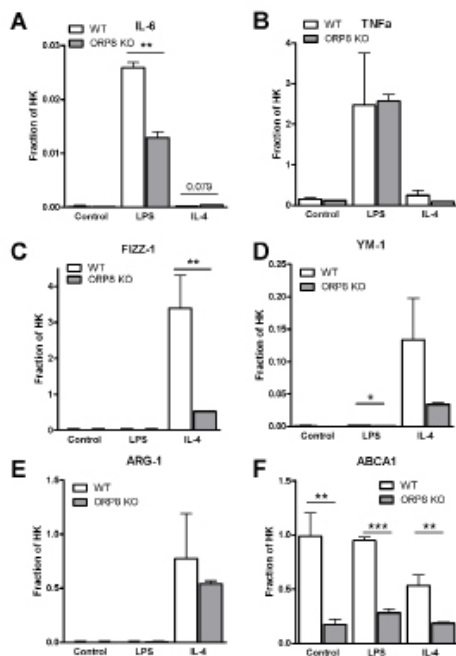 A
IL-6
WT
ORP8 KO
**
0.079
Fraction of HK
0.03
0.02
0.01
0.00
Control LPS IL-4
B
TNFa
WT
ORP8 KO
Fraction of HK
4
3
2
1
0
Control LPS IL-4
C
FIZZ-1
WT
ORP8 KO
**
Fraction of HK
4
3
2
1
0
Control LPS IL-4
D
YM-1
WT
ORP8 KO
*
Fraction of HK
0.25
0.20
0.15
0.10
0.05
0.00
Control LPS IL-4
E
ARG-1
WT
ORP8 KO
Fraction of HK
1.5
1.0
0.5
0.0
Control LPS IL-4
F
ABCA1
WT
ORP8 KO
** *** **
Fraction of HK
1.5
1.0
0.5
0.0
Control LPS IL-4